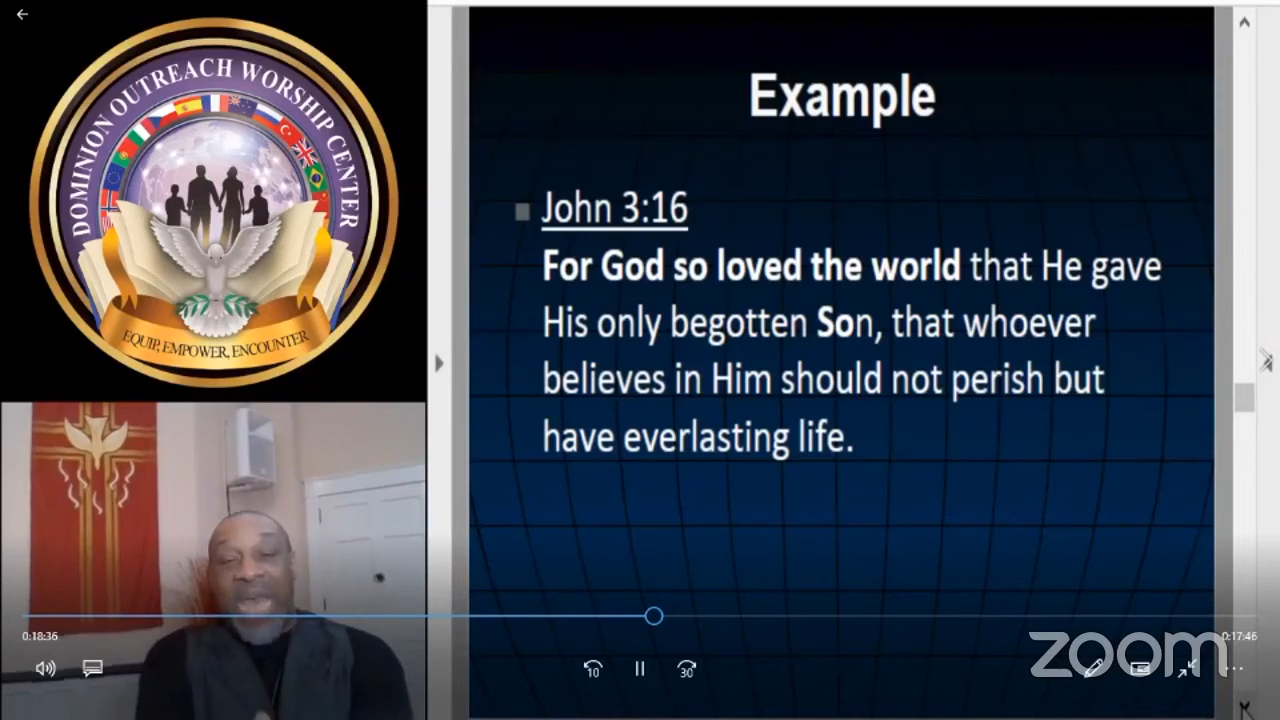 DOMINION OUTREACH WORSHIP CENTER
EQUIP, EMPOWER, ENCOUNTER
Example
John 3:16
For God so loved the world that He gave
His only begotten Son, that whoever
believes in Him should not perish but
have everlasting life.
0:18:36
0:17:46
10
30
zoom